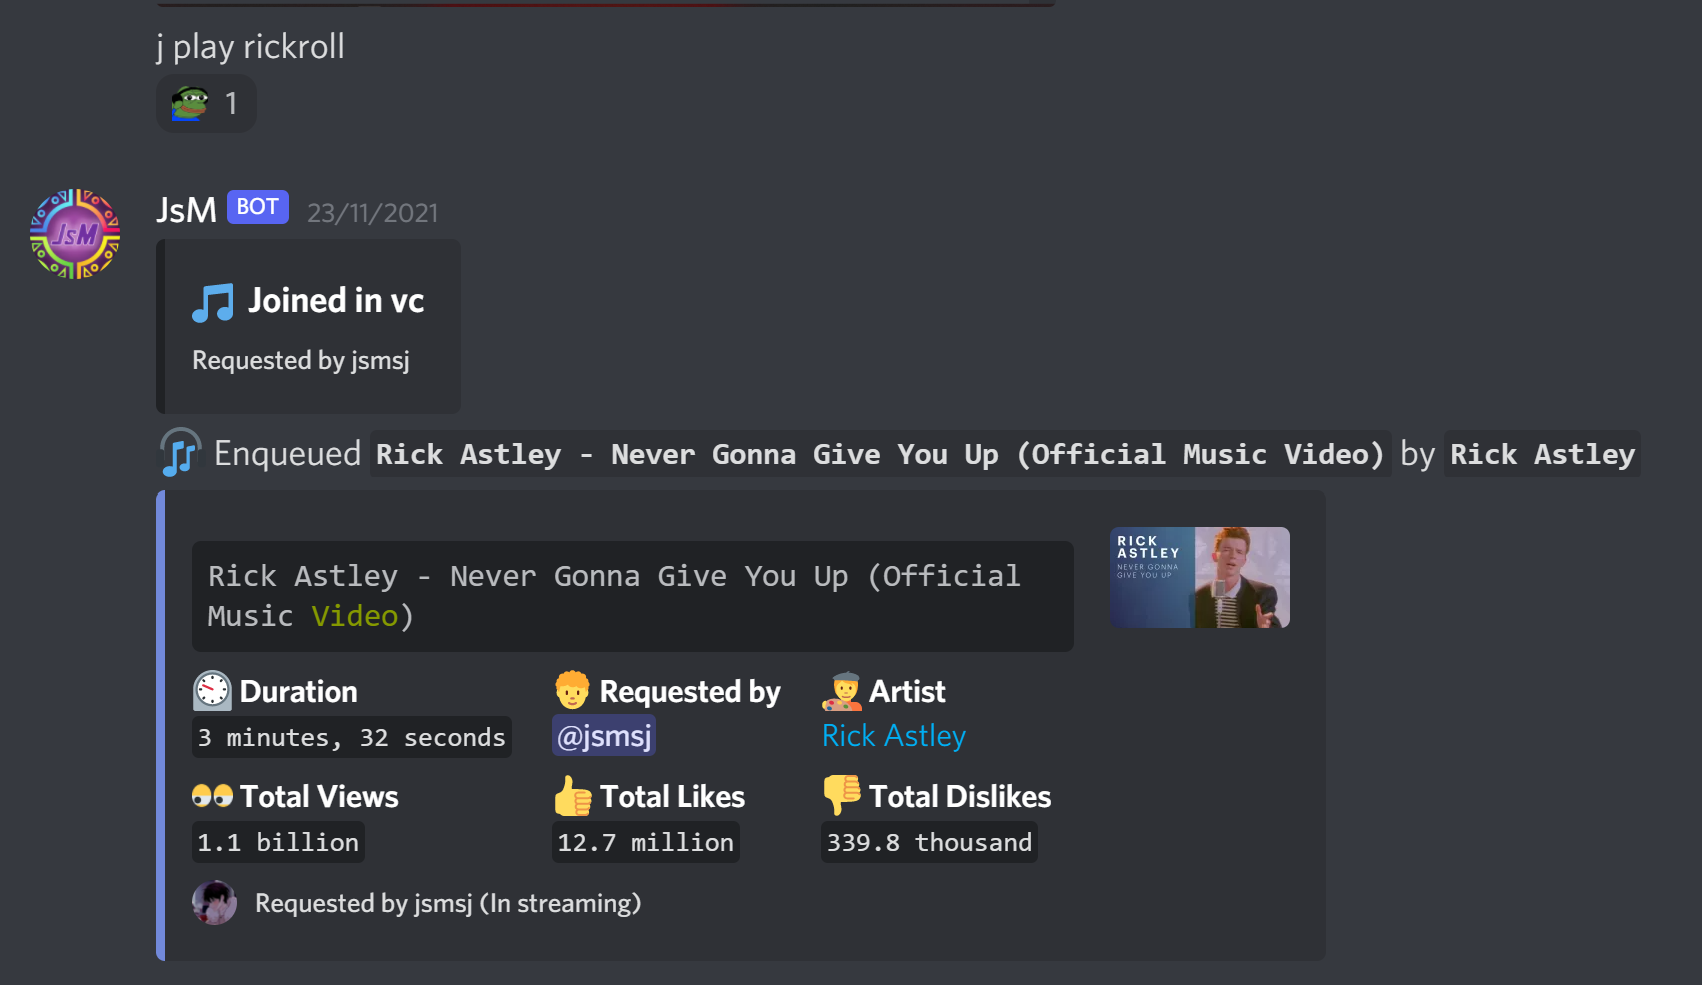 j play rickroll
1
JsM BOT 23/11/2021
JsM
Joined in vc
Requested by jsmsj
Enqueued Rick Astley - Never Gonna Give You Up (Official Music Video) by Rick Astley
Rick Astley - Never Gonna Give You Up (Official
Music Video)
RICK
ASTLEY
NEVER GONNA
GIVE YOU UP
Duration Requested by Artist
3 minutes, 32 seconds @jsmsj Rick Astley
Total Views Total Likes Total Dislikes
1.1 billion 12.7 million 339.8 thousand
Requested by jsmsj (In streaming)